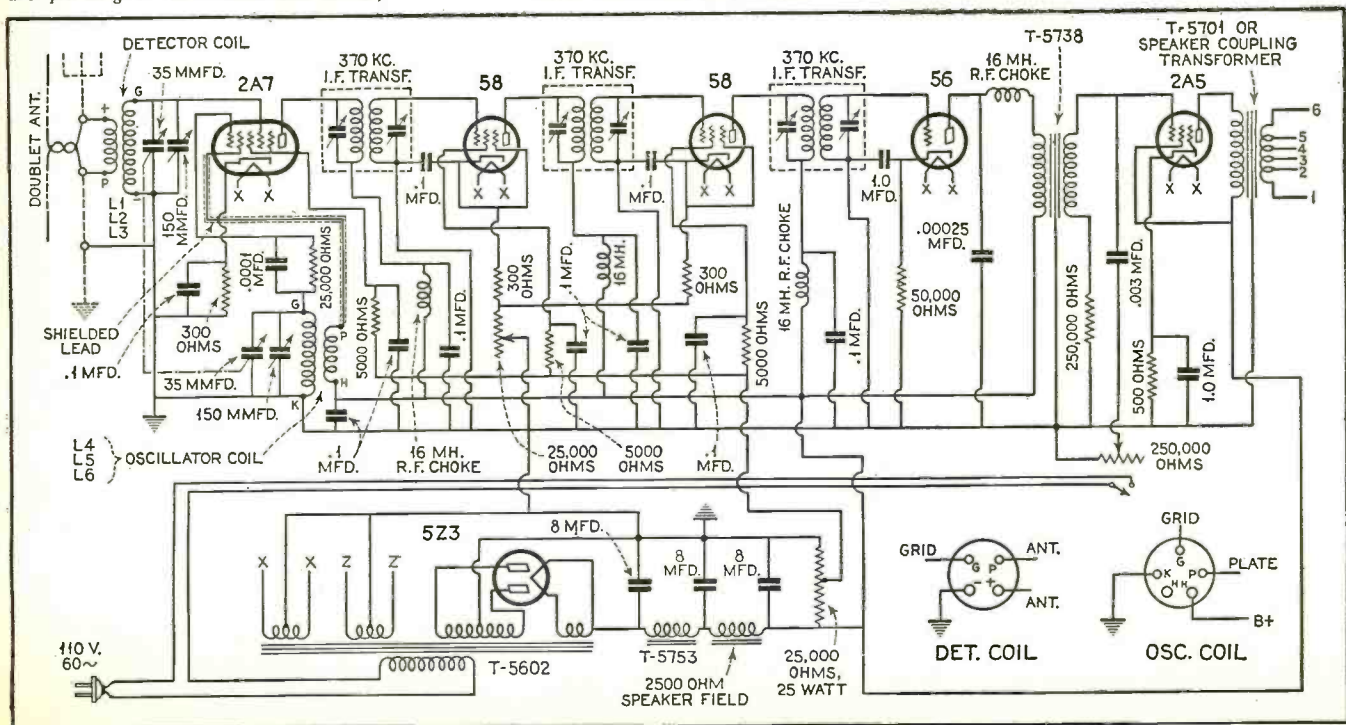 DETECTOR COIL
35 MMFD.
2A7
370 KC.
I.F. TRANSF.
58
370 KC.
I.F. TRANSF.
58
370 KC.
I.F. TRANSF.
56
16 MH.
R.F. CHOKE
T-5738
Tr-5701 OR
SPEAKER COUPLING
TRANSFORMER
2A5
DOUBLET ANT.
+
G
P
-
L1
L2
L3
150
MMFD.
X X
.1
MFD.
X X
.1
MFD.
X X
1.0
MFD.
X X
X X
6
5
4
3
2
1
SHIELDED
LEAD
.1 MFD.
300
OHMS
.0001
MFD.
25,000
OHMS
G
P
H
K
35 MMFD.
150 MMFD.
5000 OHMS
.1 MFD.
300
OHMS
16 MH.
.1 MFD.
300
OHMS
5000 OHMS
16 MH. R.F. CHOKE
.1 MFD.
50,000
OHMS
.00025
MFD.
250,000 OHMS
.003 MFD.
500 OHMS
1.0 MFD.
L4
L5
L6
OSCILLATOR COIL
.1
MFD.
16 MH.
R.F. CHOKE
25,000
OHMS
5000
OHMS
.1
MFD.
250,000
OHMS
X X Z Z
5Z3
8 MFD.
8
MFD.
8
MFD.
110 V.
60~
T-5602
T-5753
2500 OHM
SPEAKER FIELD
25,000
OHMS,
25 WATT
GRID
G P
- +
ANT.
ANT.
DET. COIL
GRID
G
K P
H H
PLATE
B+
OSC. COIL